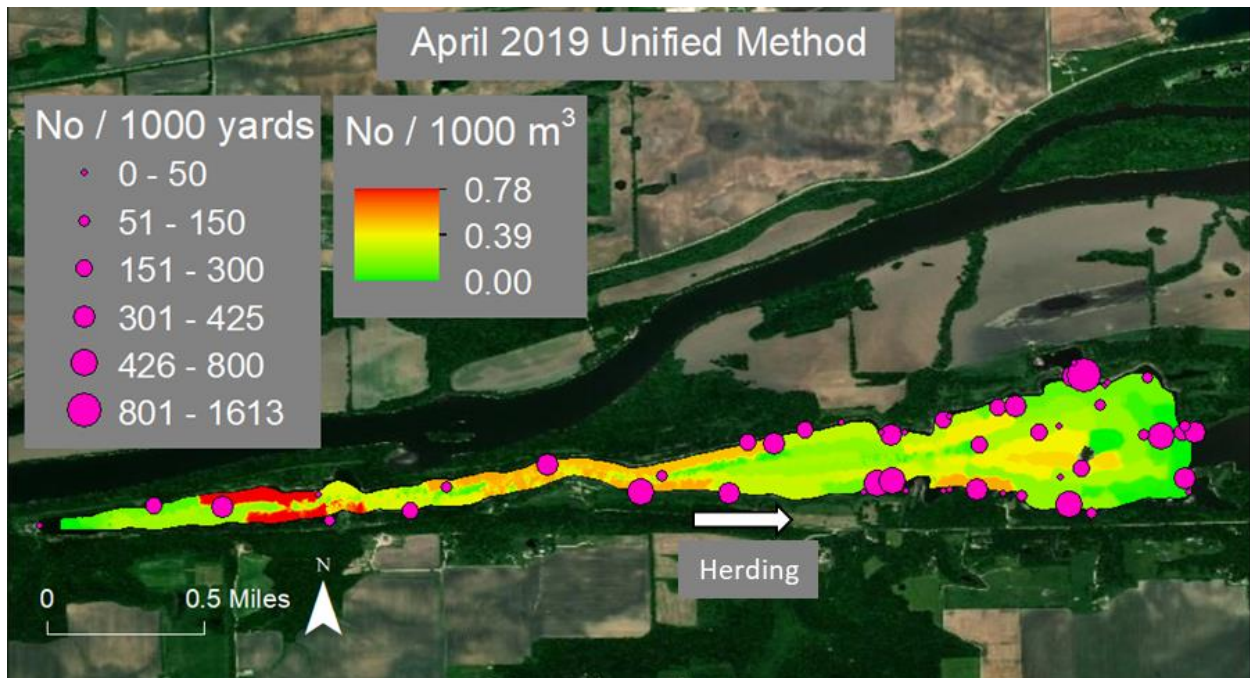 April 2019 Unified Method
No / 1000 yards
0 - 50
51 - 150
151 - 300
301 - 425
426 - 800
801 - 1613
No / 1000 m³
0.78
0.39
0.00
Herding
N
0
0.5 Miles